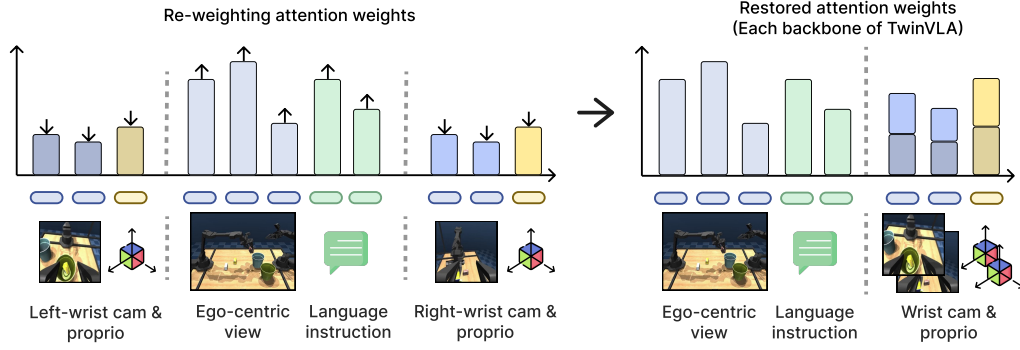 Re-weighting attention weights
Restored attention weights
(Each backbone of TwinVLA)
Left-wrist cam &
proprio
Ego-centric
view
Language
instruction
Right-wrist cam &
proprio
Ego-centric
view
Language
instruction
Wrist cam &
proprio